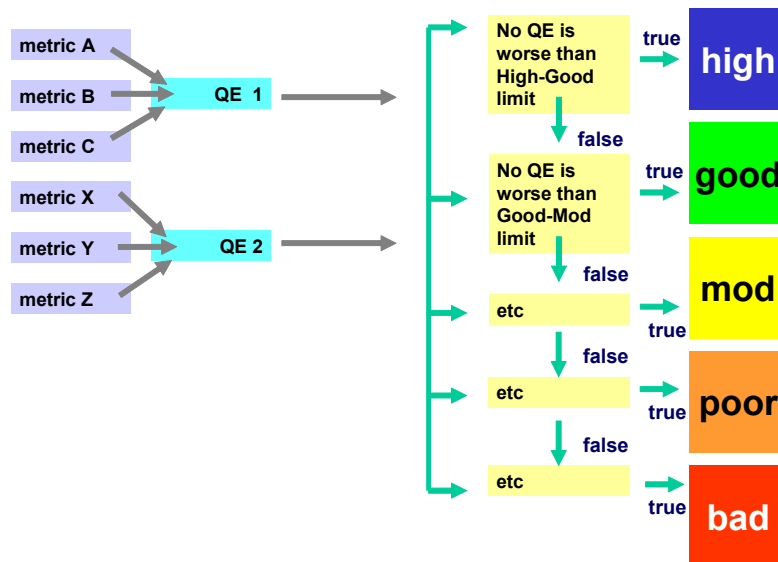 metric A
metric B
metric C
QE 1
metric X
metric Y
metric Z
QE 2
No QE is
worse than
High-Good
limit
true
high
false
No QE is
worse than
Good-Mod
limit
true
good
false
etc
true
mod
false
etc
true
poor
false
etc
true
bad